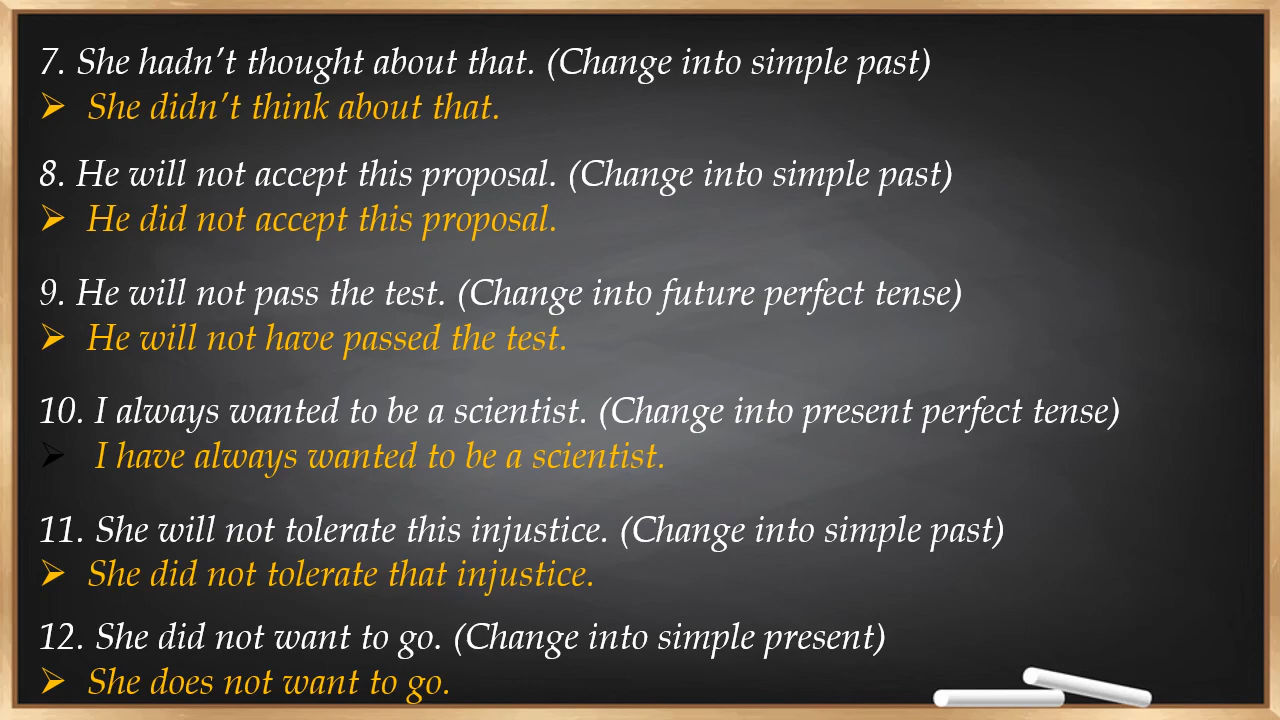 7. She hadn’t thought about that. (Change into simple past)
➢ She didn’t think about that.
8. He will not accept this proposal. (Change into simple past)
➢ He did not accept this proposal.
9. He will not pass the test. (Change into future perfect tense)
➢ He will not have passed the test.
10. I always wanted to be a scientist. (Change into present perfect tense)
➢ I have always wanted to be a scientist.
11. She will not tolerate this injustice. (Change into simple past)
➢ She did not tolerate that injustice.
12. She did not want to go. (Change into simple present)
➢ She does not want to go.